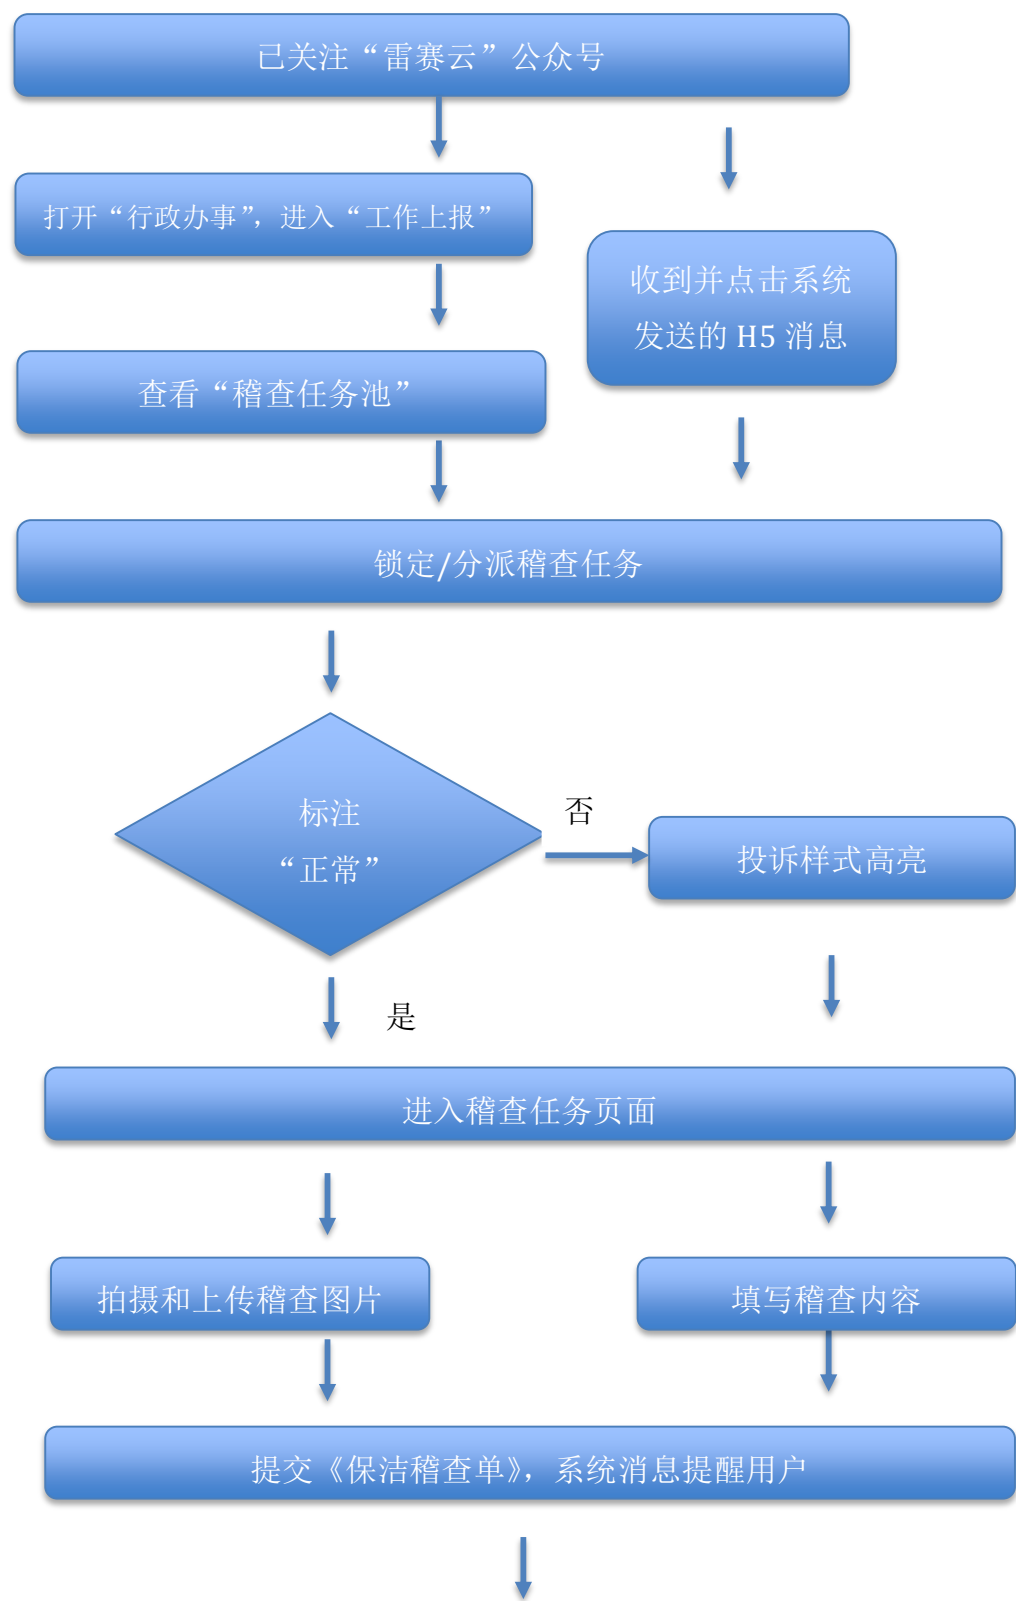 已关注“雷赛云”公众号
打开“行政办事”，进入“工作上报”
收到并点击系统
发送的 H5 消息
查看“稽查任务池”
锁定/分派稽查任务
标注
“正常”
否
投诉样式高亮
是
进入稽查任务页面
拍摄和上传稽查图片
填写稽查内容
提交《保洁稽查单》，系统消息提醒用户